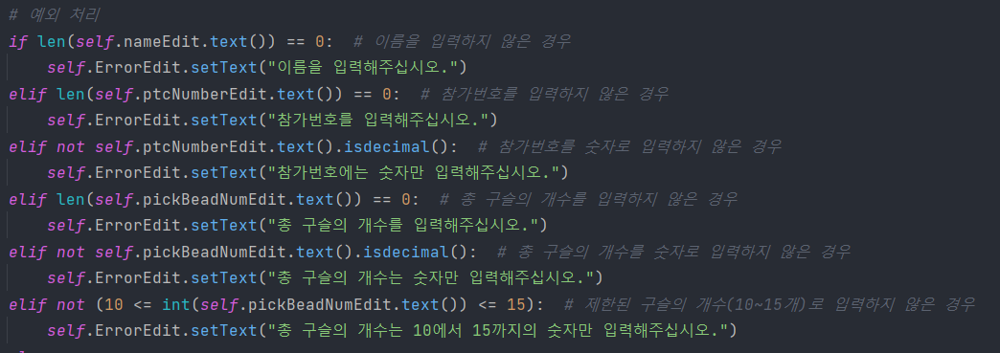 # 예외 처리
if len(self.nameEdit.text()) == 0:  # 이름을 입력하지 않은 경우
    self.ErrorEdit.setText("이름을 입력해주십시오.")
elif len(self.ptcNumberEdit.text()) == 0:  # 참가번호를 입력하지 않은 경우
    self.ErrorEdit.setText("참가번호를 입력해주십시오.")
elif not self.ptcNumberEdit.text().isdecimal():  # 참가번호를 숫자로 입력하지 않은 경우
    self.ErrorEdit.setText("참가번호에는 숫자만 입력해주십시오.")
elif len(self.pickBeadNumEdit.text()) == 0:  # 총 구슬의 개수를 입력하지 않은 경우
    self.ErrorEdit.setText("총 구슬의 개수를 입력해주십시오.")
elif not self.pickBeadNumEdit.text().isdecimal():  # 총 구슬의 개수를 숫자로 입력하지 않은 경우
    self.ErrorEdit.setText("총 구슬의 개수는 숫자만 입력해주십시오.")
elif not (10 <= int(self.pickBeadNumEdit.text()) <= 15):  # 제한된 구슬의 개수(10~15개)로 입력하지 않은 경우
    self.ErrorEdit.setText("총 구슬의 개수는 10에서 15까지의 숫자만 입력해주십시오.")